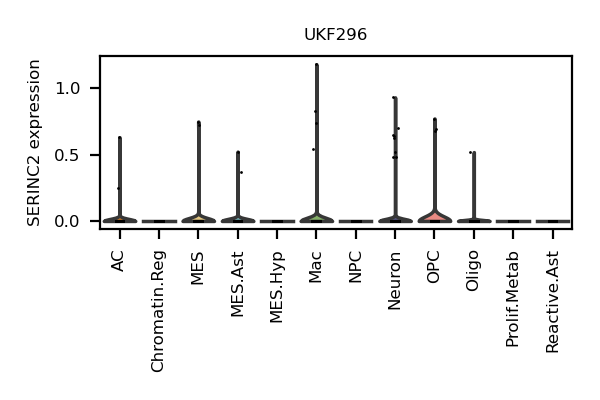 UKF296
SERINC2 expression
1.0
0.5
0.0
AC
Chromatin.Reg
MES
MES.Ast
MES.Hyp
Mac
NPC
Neuron
OPC
Oligo
Prolif.Metab
Reactive.Ast